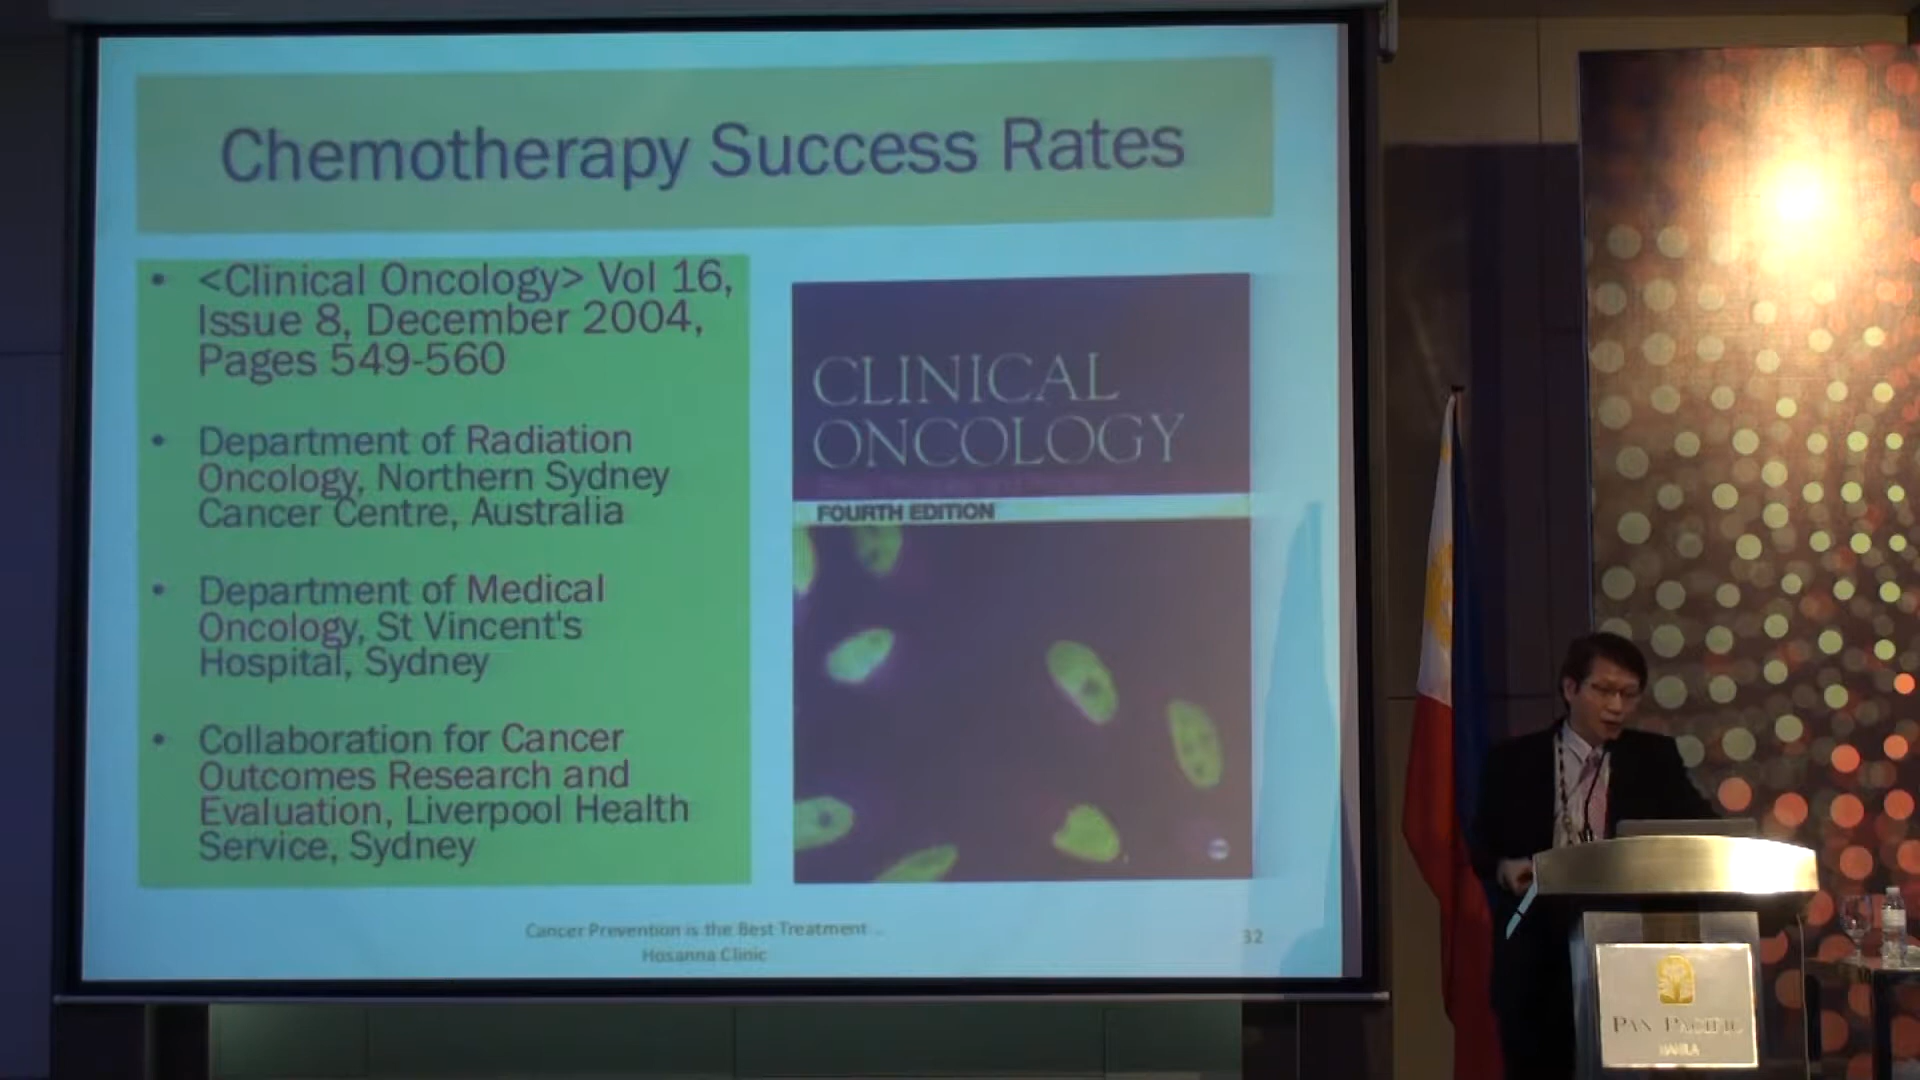 Chemotherapy Success Rates
• <Clinical Oncology> Vol 16,
Issue 8, December 2004,
Pages 549-560
• Department of Radiation
Oncology, Northern Sydney
Cancer Centre, Australia
• Department of Medical
Oncology, St Vincent's
Hospital, Sydney
• Collaboration for Cancer
Outcomes Research and
Evaluation, Liverpool Health
Service, Sydney
CLINICAL
ONCOLOGY
FOURTH EDITION
Cancer Prevention is the Best Treatment ..
Hosanna Clinic
32
PAN PACIFIC
MANILA